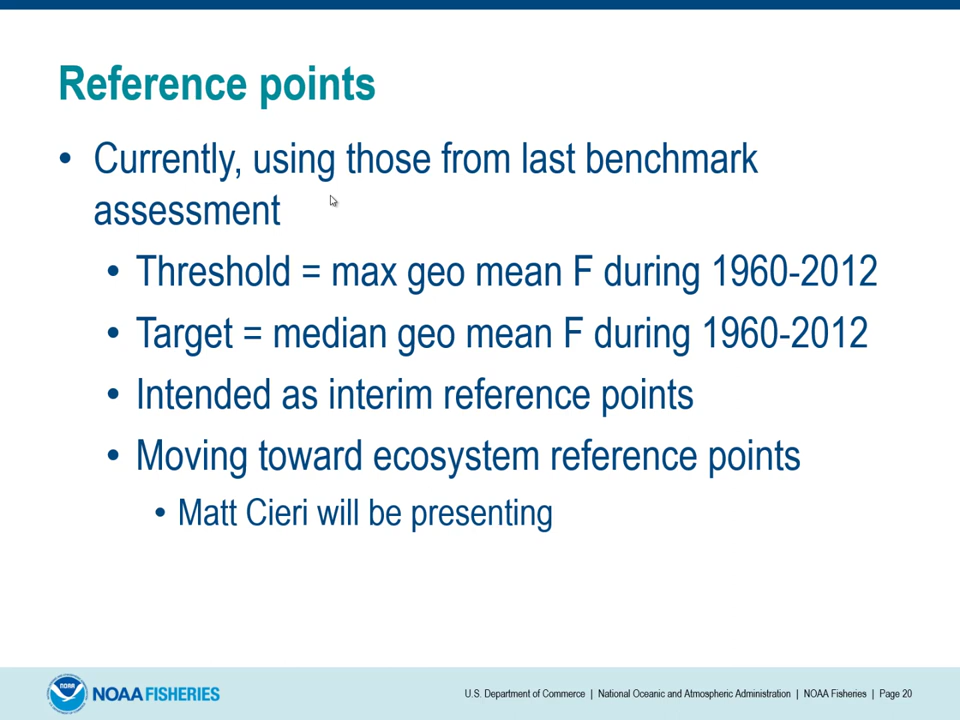 Reference points
• Currently, using those from last benchmark
assessment
• Threshold = max geo mean F during 1960-2012
• Target = median geo mean F during 1960-2012
• Intended as interim reference points
• Moving toward ecosystem reference points
• Matt Cieri will be presenting
NOAA
NOAA FISHERIES
U.S. Department of Commerce | National Oceanic and Atmospheric Administration | NOAA Fisheries | Page 20